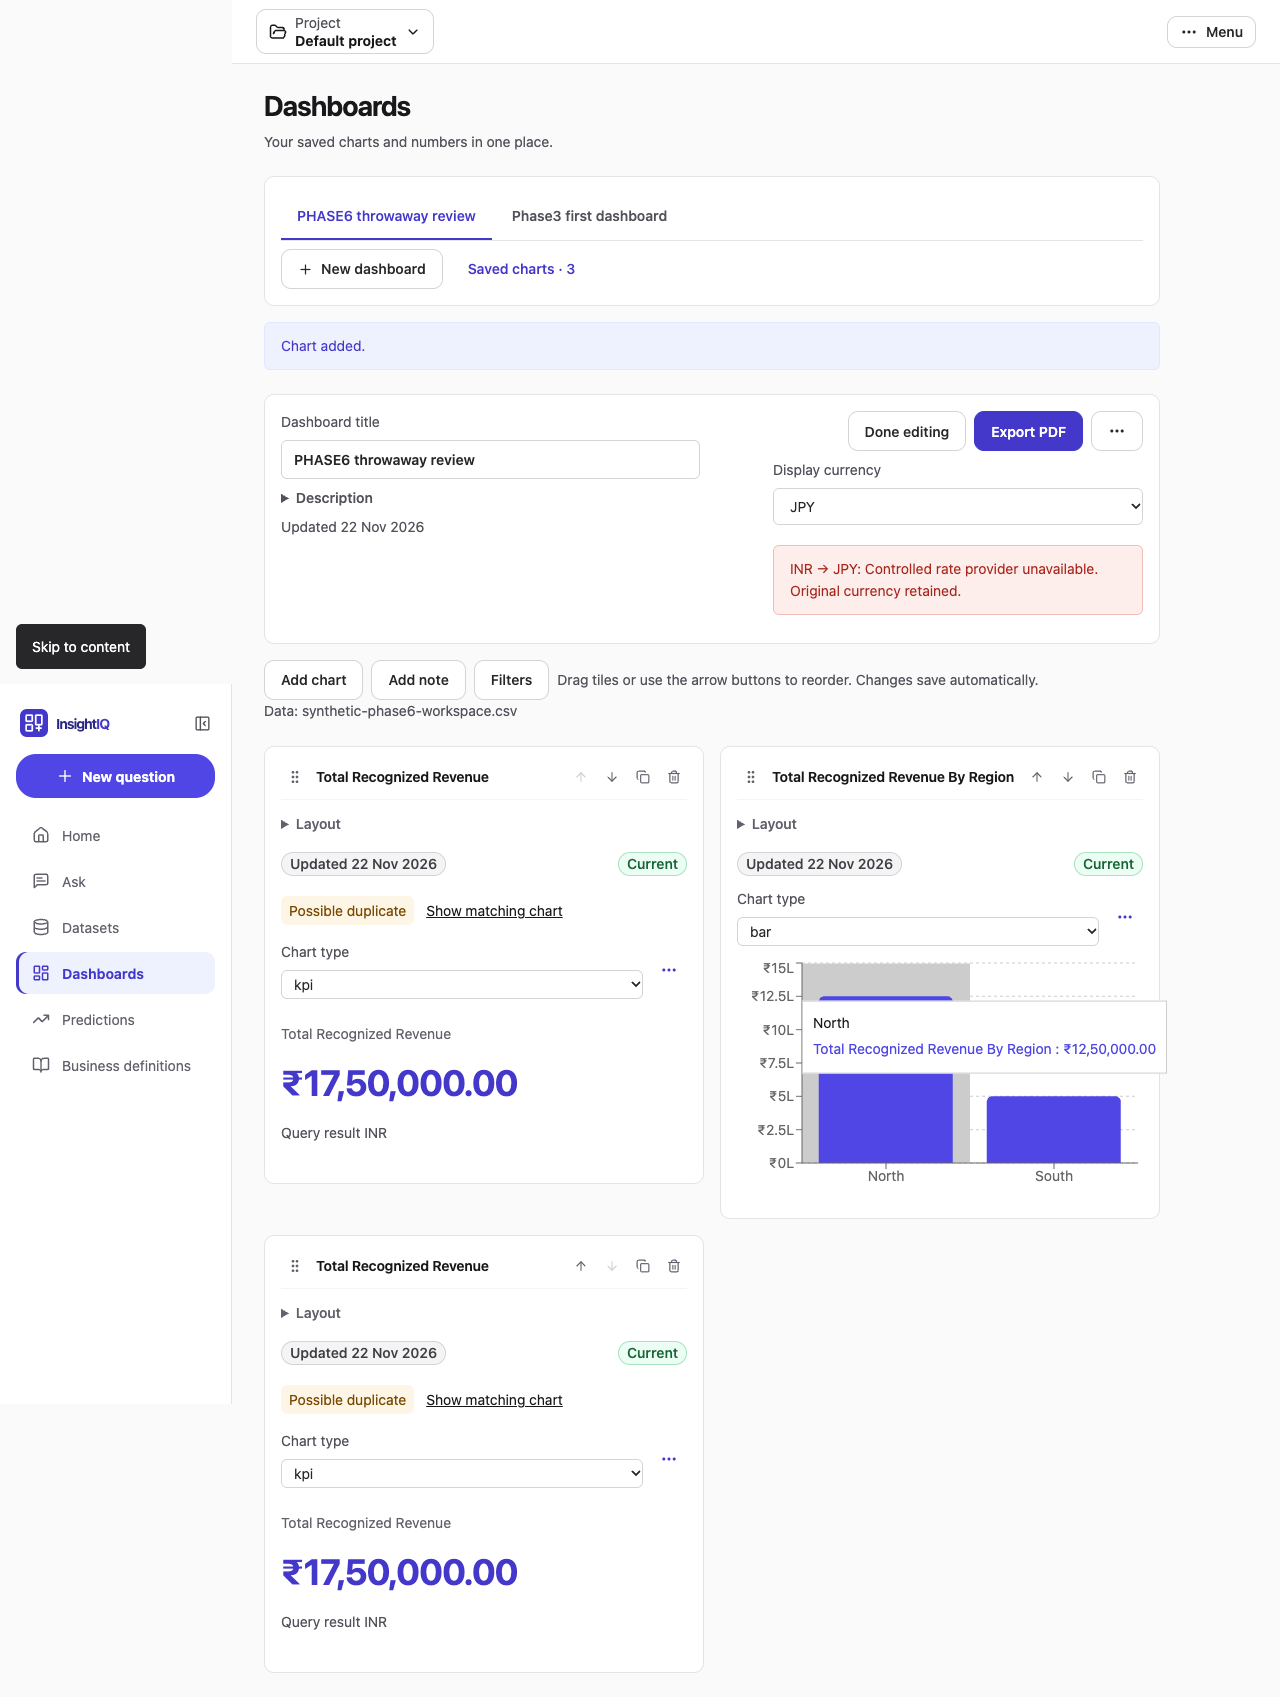 Project
Default project
Menu
Dashboards
Your saved charts and numbers in one place.
PHASE6 throwaway review
Phase3 first dashboard
New dashboard
Saved charts · 3
Chart added.
Dashboard title
PHASE6 throwaway review
Description
Updated 22 Nov 2026
Done editing
Export PDF
Display currency
JPY
INR → JPY: Controlled rate provider unavailable.
Original currency retained.
Skip to content
InsightIQ
New question
Home
Ask
Datasets
Dashboards
Predictions
Business definitions
Add chart
Add note
Filters
Drag tiles or use the arrow buttons to reorder. Changes save automatically.
Data: synthetic-phase6-workspace.csv
Total Recognized Revenue
Layout
Updated 22 Nov 2026
Current
Possible duplicate
Show matching chart
Chart type
kpi
Total Recognized Revenue
₹17,50,000.00
Query result INR
Total Recognized Revenue By Region
Layout
Updated 22 Nov 2026
Current
Chart type
bar
₹15L
₹12.5L
₹10L
₹7.5L
₹5L
₹2.5L
₹0L
North
Total Recognized Revenue By Region : ₹12,50,000.00
North
South
Total Recognized Revenue
Layout
Updated 22 Nov 2026
Current
Possible duplicate
Show matching chart
Chart type
kpi
Total Recognized Revenue
₹17,50,000.00
Query result INR